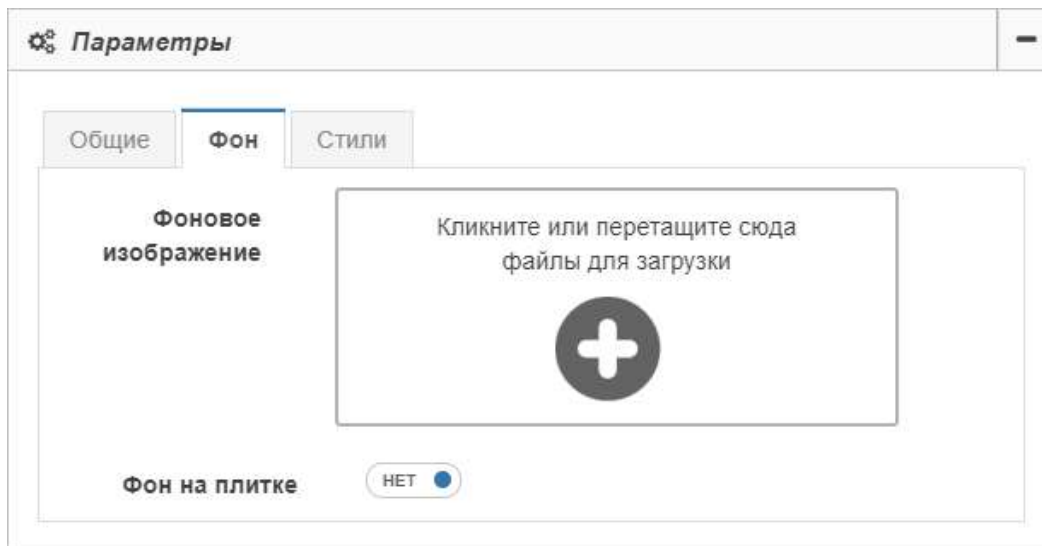 Параметры
Общие
Фон
Стили
Фоновое
изображение
Кликните или перетащите сюда
файлы для загрузки
Фон на плитке
НЕТ